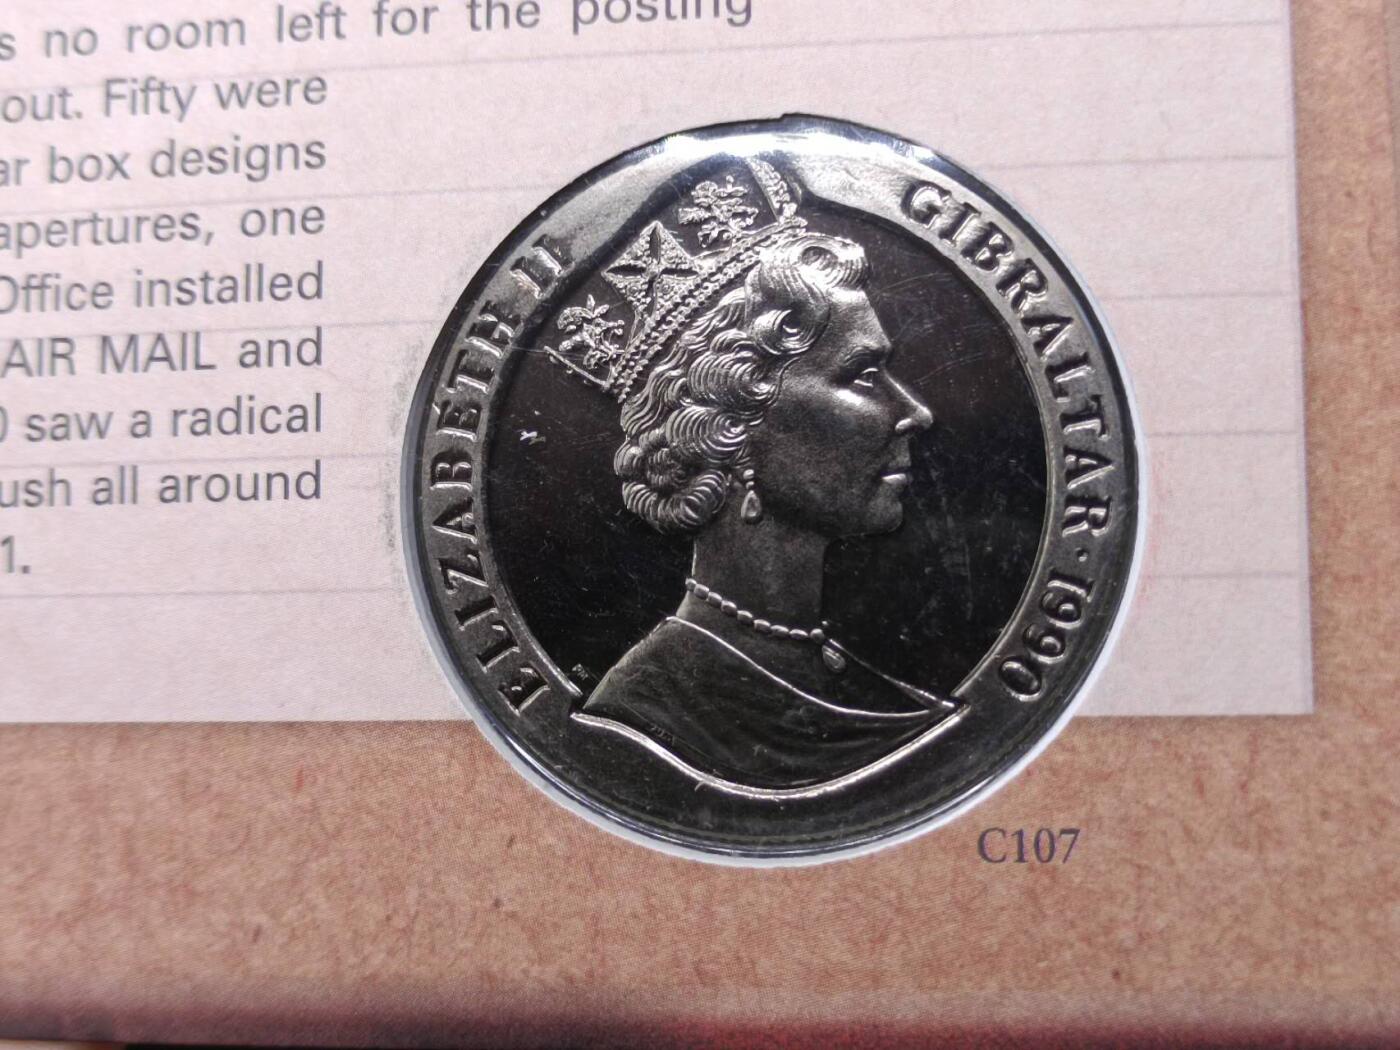 s no room left for the posting
out. Fifty were
ar box designs
apertures, one
Office installed
AIR MAIL and
0 saw a radical
ush all around
1.
ELIZABETH II
GIBRALTAR · 1990
C107